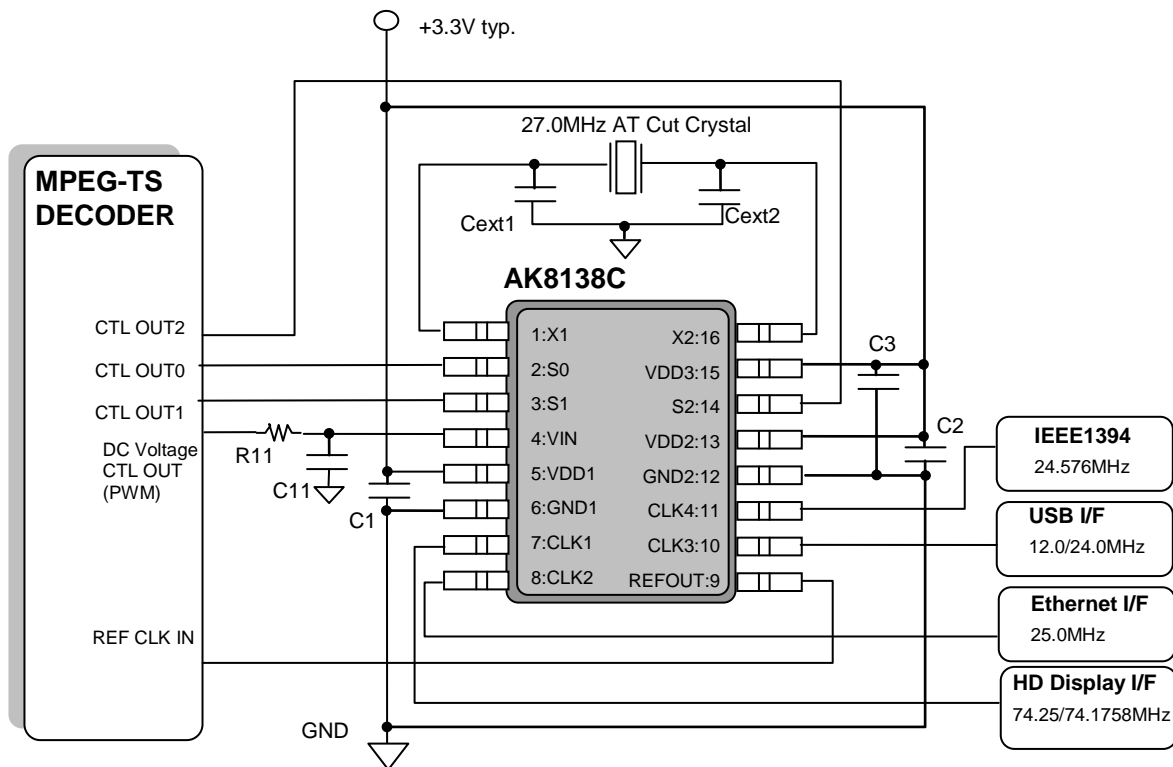 +3.3V typ.
27.0MHz AT Cut Crystal
MPEG-TS
DECODER
Cext1
Cext2
AK8138C
CTL OUT2
CTL OUT0
CTL OUT1
DC Voltage
CTL OUT
(PWM)
REF CLK IN
R11
C11
C1
1:X1
2:S0
3:S1
4:VIN
5:VDD1
6:GND1
7:CLK1
8:CLK2
X2:16
VDD3:15
S2:14
VDD2:13
GND2:12
CLK4:11
CLK3:10
REFOUT:9
C3
C2
IEEE1394
24.576MHz
USB I/F
12.0/24.0MHz
Ethernet I/F
25.0MHz
HD Display I/F
74.25/74.1758MHz
GND